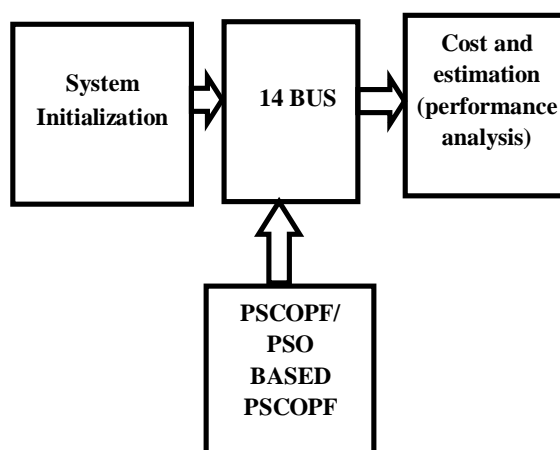 System
Initialization
14 BUS
Cost and
estimation
(performance
analysis)
PSCOPF/
PSO
BASED
PSCOPF